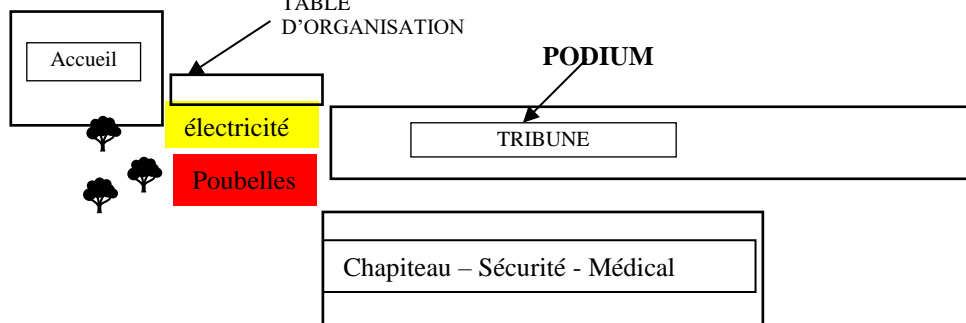 TABLE
D’ORGANISATION
Accueil
PODIUM
électricité
TRIBUNE
Poubelles
Chapiteau – Sécurité - Médical